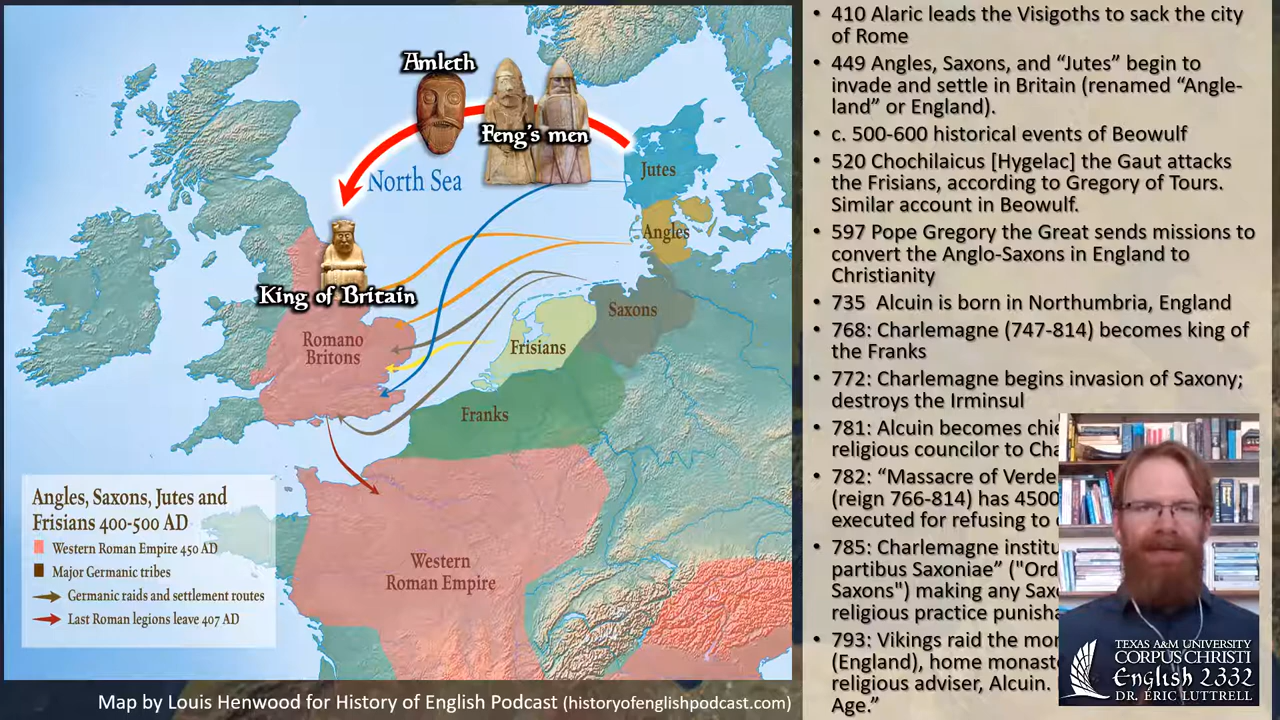 Amleth
Feng's men
North Sea
Jutes
Angles
King of Britain
Saxons
Romano
Britons
Frisians
Franks
Angles, Saxons, Jutes and
Frisians 400-500 AD
Western Roman Empire 450 AD
Major Germanic tribes
Germanic raids and settlement routes
Last Roman legions leave 407 AD
Western
Roman Empire
Map by Louis Henwood for History of English Podcast (historyofenglishpodcast.com)
• 410 Alaric leads the Visigoths to sack the city
of Rome
• 449 Angles, Saxons, and “Jutes” begin to
invade and settle in Britain (renamed “Angle-
land” or England).
• c. 500-600 historical events of Beowulf
• 520 Chochilaicus [Hygelac] the Gaut attacks
the Frisians, according to Gregory of Tours.
Similar account in Beowulf.
• 597 Pope Gregory the Great sends missions to
convert the Anglo-Saxons in England to
Christianity
• 735 Alcuin is born in Northumbria, England
• 768: Charlemagne (747-814) becomes king of
the Franks
• 772: Charlemagne begins invasion of Saxony;
destroys the Irminsul
• 781: Alcuin becomes chie
religious councilor to Cha
• 782: “Massacre of Verde
(reign 766-814) has 4500
executed for refusing to
• 785: Charlemagne institu
partibus Saxoniae” ("Ord
Saxons") making any Sax
religious practice punisha
• 793: Vikings raid the mon
(England), home monaste
religious adviser, Alcuin.
Age.”
TEXAS A&M UNIVERSITY
CORPUS CHRISTI
English 2332
DR. ERIC LUTTRELL